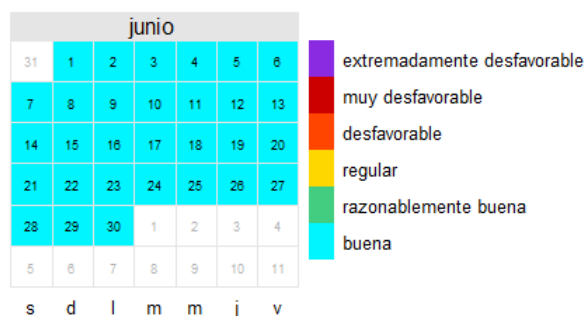 junio
31 1 2 3 4 5 6
7 8 9 10 11 12 13
14 15 16 17 18 19 20
21 22 23 24 25 26 27
28 29 30 1 2 3 4
5 6 7 8 9 10 11
s d l m m j v
extremadamente desfavorable
muy desfavorable
desfavorable
regular
razonablemente buena
buena